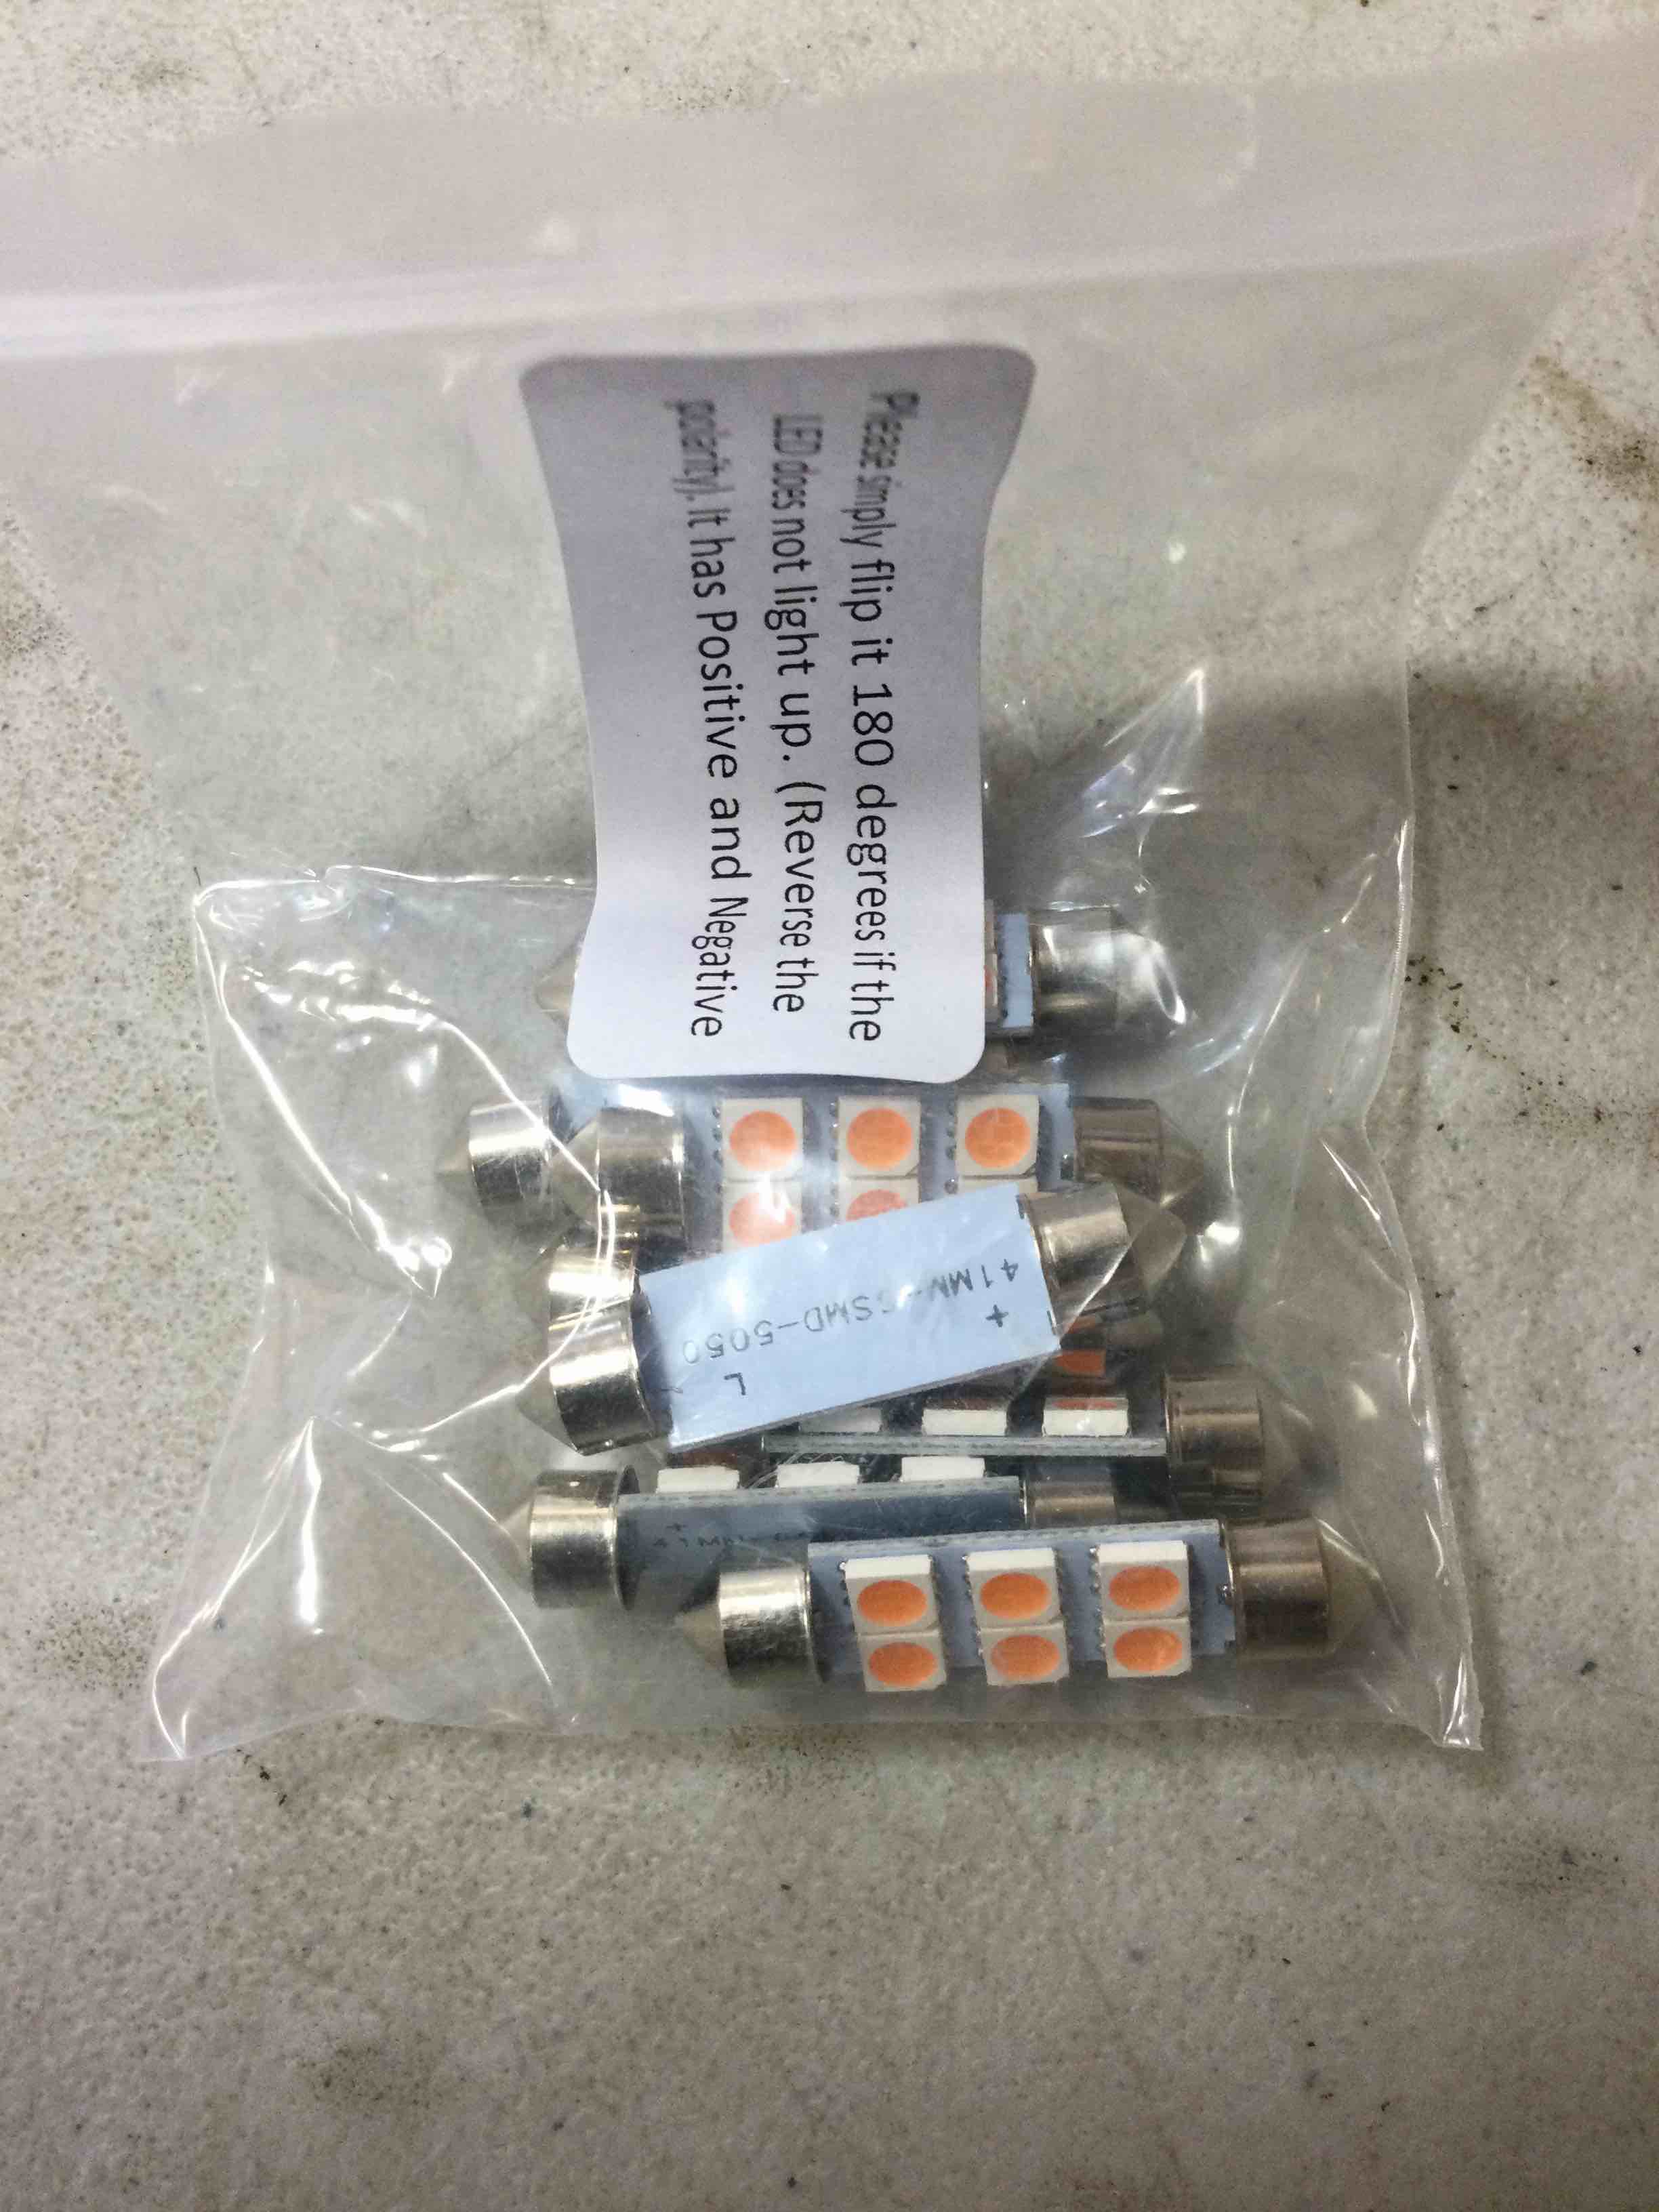 Please simply flip it 180 degrees if the
LED does not light up. (Reverse the
polarity). It has Positive and Negative
41MM-6SMD-5050
+